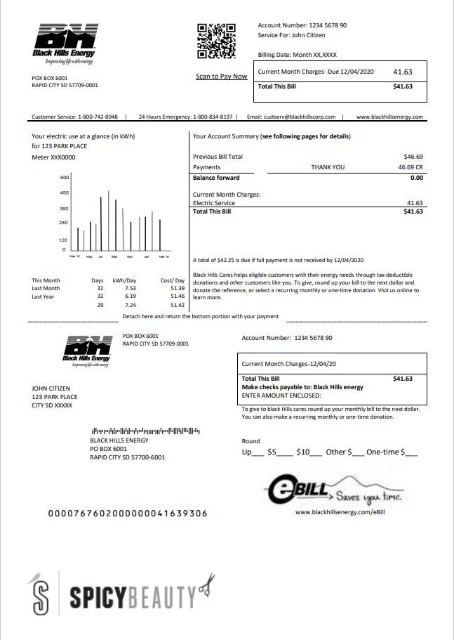 Black Hills Energy
Improving life with energy
POX BOX 6001
RAPID CITY SD 57709-0001
Scan to Pay Now
Account Number: 1234 5678 90
Service For: John Citizen
Billing Date: Month XX,XXXX
Current Month Charges- Due 12/04/2020 41.63
Total This Bill $41.63
Customer Service: 1-800-742-8948 | 24 Hours Emergency: 1-800-834-8197 | Email: custserv@blackhillscorp.com | www.blackhillsenergy.com
Your electric use at a glance (in kWh)
for 123 PARK PLACE
Meter XXX0000
600
480
360
240
120
0
This Month Days kWh/Day Cost/ Day
Last Month 32 7.53 $1.39
Last Year 32 6.19 $1.46
29 7.24 $1.42
Your Account Summary (see following pages for details)
Previous Bill Total $46.69
Payments THANK YOU 46.69 CR
Balance forward 0.00
Current Month Charges:
Electric Service 41.63
Total This Bill $41.63
A total of $42.25 is due if full payment is not received by 12/04/2020
Black Hills Cares helps eligible customers with their energy needs through tax-deductible
donations and other customers like you. To give, round up your bill to the next dollar and
donate the reference, or select a recurring monthly or one-time donation. Visit us online to
learn more.
Detach here and return the bottom portion with your payment
Black Hills Energy
Improving life with energy
POX BOX 6001
RAPID CITY SD 57709-0001
Account Number: 1234 5678 90
Current Month Charges-12/04/20
Total This Bill $41.63
Make checks payable to: Black Hills energy
ENTER AMOUNT ENCLOSED:
JOHN CITIZEN
123 PARK PLACE
CITY SD XXXXX
To give to black Hills cares round up your monthly bill to the next dollar.
You can also make a recurring monthly or one-time donation.
BLACK HILLS ENERGY
PO BOX 6001
RAPID CITY SD 57700-6001
Round
Up___ $5____ $10___ Other $___ One-time $___
eBILL Saves you time.
www.blackhillsenergy.com/eBill
0000767602000000041639306
S SPICYBEAUTY